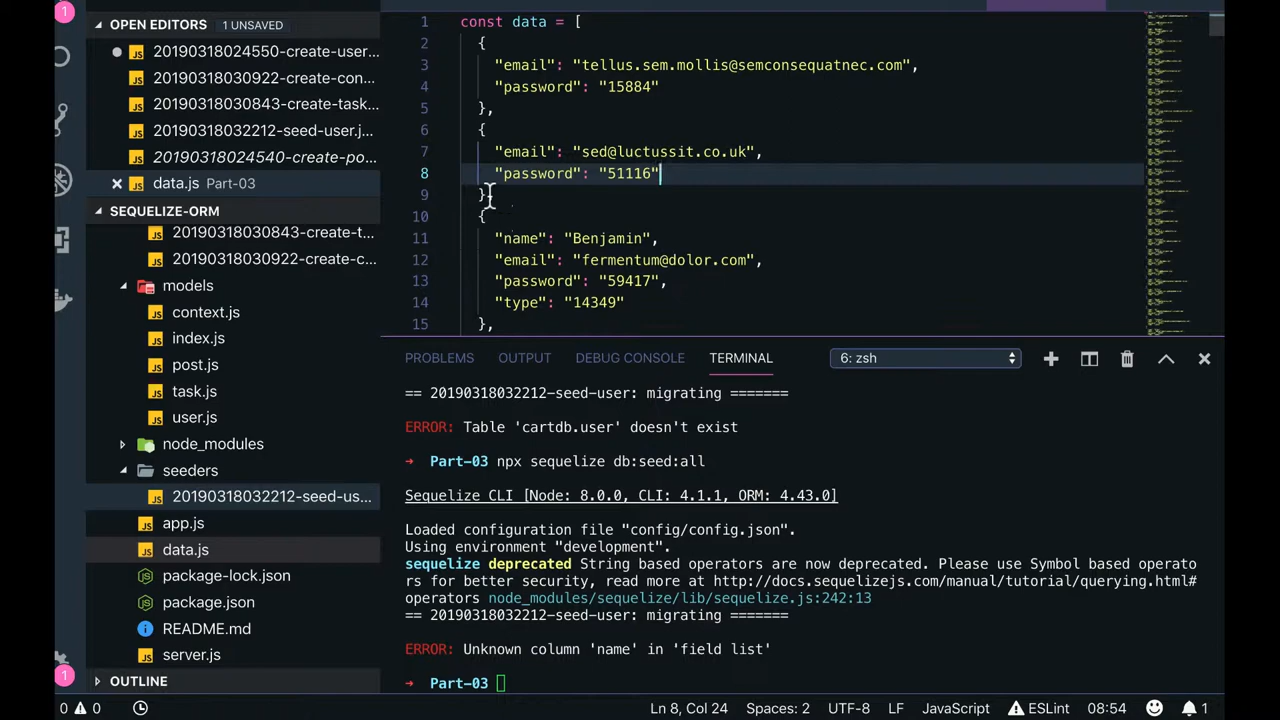 1
OPEN EDITORS 1 UNSAVED
20190318024550-create-user...
20190318030922-create-con...
20190318030843-create-task...
20190318032212-seed-user.j...
20190318024540-create-po...
data.js Part-03
SEQUELIZE-ORM
20190318030843-create-t...
20190318030922-create-c...
models
context.js
index.js
post.js
task.js
user.js
node_modules
seeders
20190318032212-seed-us...
app.js
data.js
package-lock.json
package.json
README.md
server.js
OUTLINE
1
1 const data = [
2 {
3 "email": "tellus.sem.mollis@semconsequatnec.com",
4 "password": "15884"
5 },
6 {
7 "email": "sed@luctussit.co.uk",
8 "password": "51116"
9 },
10 {
11 "name": "Benjamin",
12 "email": "fermentum@dolor.com",
13 "password": "59417",
14 "type": "14349"
15 },
PROBLEMS OUTPUT DEBUG CONSOLE TERMINAL 6: zsh
== 20190318032212-seed-user: migrating =======
ERROR: Table 'cartdb.user' doesn't exist
→ Part-03 npx sequelize db:seed:all
Sequelize CLI [Node: 8.0.0, CLI: 4.1.1, ORM: 4.43.0]
Loaded configuration file "config/config.json".
Using environment "development".
sequelize deprecated String based operators are now deprecated. Please use Symbol based operato
rs for better security, read more at http://docs.sequelizejs.com/manual/tutorial/querying.html#
operators node_modules/sequelize/lib/sequelize.js:242:13
== 20190318032212-seed-user: migrating =======
ERROR: Unknown column 'name' in 'field list'
→ Part-03
0 0 Ln 8, Col 24 Spaces: 2 UTF-8 LF JavaScript ESLint 08:54 1